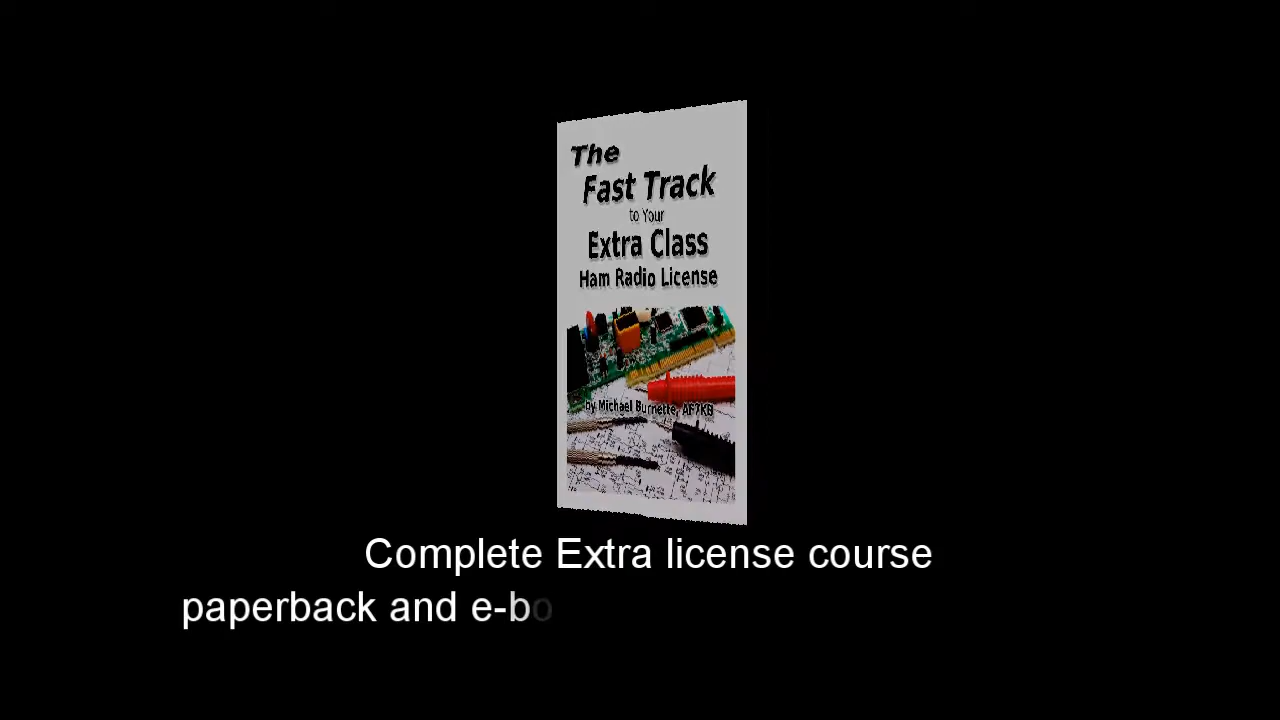 The
Fast Track
to Your
Extra Class
Ham Radio License
by Michael Burnette, AF7KB
Complete Extra license course
paperback and e-bo